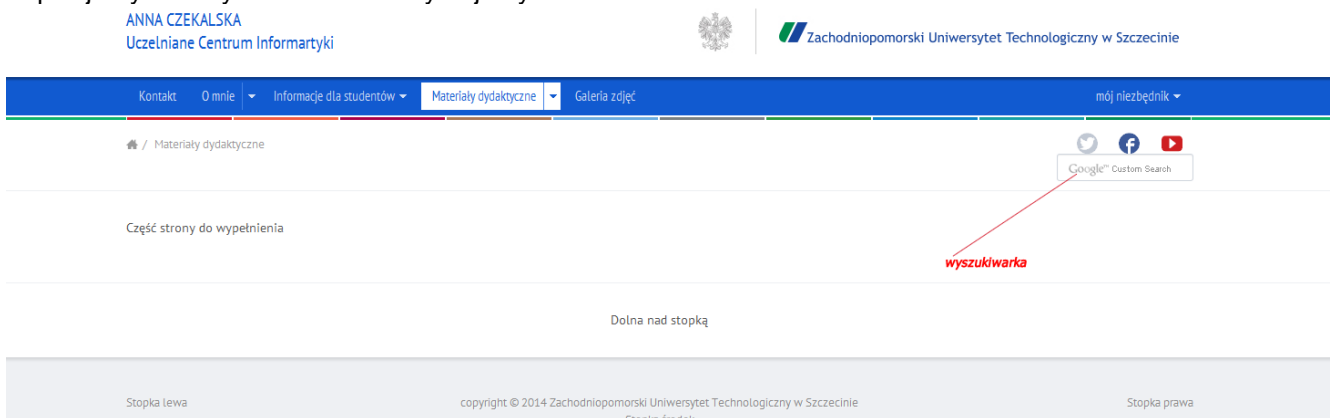 ANNA CZEKALSKA
Uczelniane Centrum Informartyki
Zachodniopomorski Uniwersytet Technologiczny w Szczecinie
Kontakt O mnie Informacje dla studentów Materiały dydaktyczne Galeria zdjęć mój niezbędnik
/ Materiały dydaktyczne
Google™ Custom Search
Część strony do wypełnienia
wyszukiwarka
Dolna nad stopką
Stopka lewa copyright © 2014 Zachodniopomorski Uniwersytet Technologiczny w Szczecinie Stopka prawa